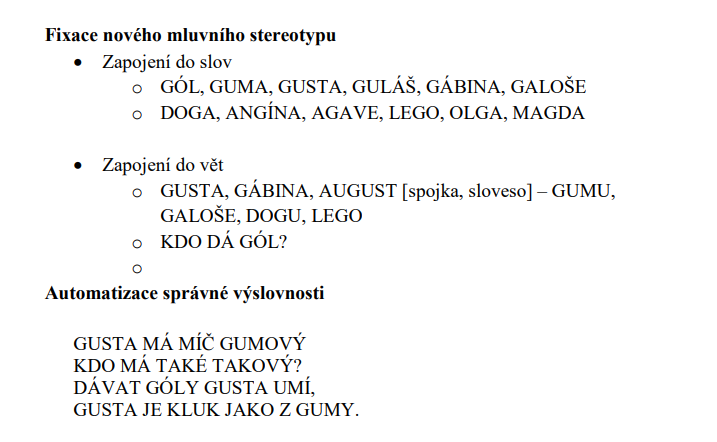 Fixace nového mluvního stereotypu
• Zapojení do slov
o GÓL, GUMA, GUSTA, GULÁŠ, GÁBINA, GALOŠE
o DOGA, ANGÍNA, AGAVE, LEGO, OLGA, MAGDA
• Zapojení do vět
o GUSTA, GÁBINA, AUGUST [spojka, sloveso] – GUMU,
GALOŠE, DOGU, LEGO
o KDO DÁ GÓL?
o
Automatizace správné výslovnosti
GUSTA MÁ MÍČ GUMOVÝ
KDO MÁ TAKÉ TAKOVÝ?
DÁVAT GÓLY GUSTA UMÍ,
GUSTA JE KLUK JAKO Z GUMY.